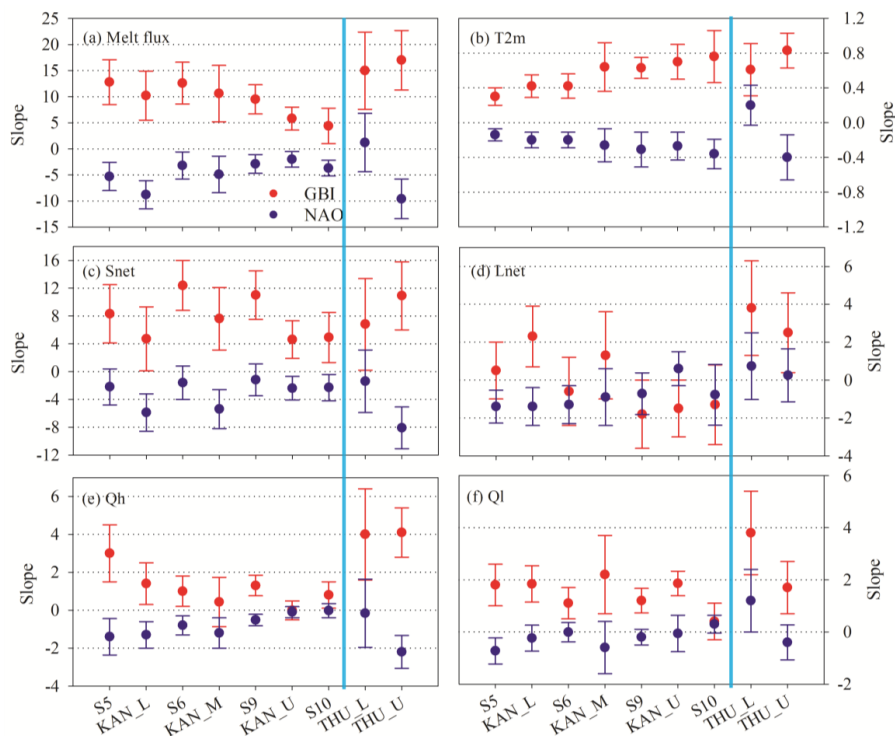 (a) Melt flux
25
20
15
10
5
0
-5
-10
-15
Slope
GBI
NAO
(b) T2m
1.2
0.8
0.4
0.0
-0.4
-0.8
-1.2
Slope
(c) Snet
16
12
8
4
0
-4
-8
-12
Slope
(d) Lnet
6
4
2
0
-2
-4
Slope
(e) Qh
6
4
2
0
-2
-4
Slope
(f) Ql
6
4
2
0
-2
Slope
S5
KAN_L
S6
KAN_M
S9
KAN_U
S10
THU_L
THU_U
S5
KAN_L
S6
KAN_M
S9
KAN_U
S10
THU_L
THU_U